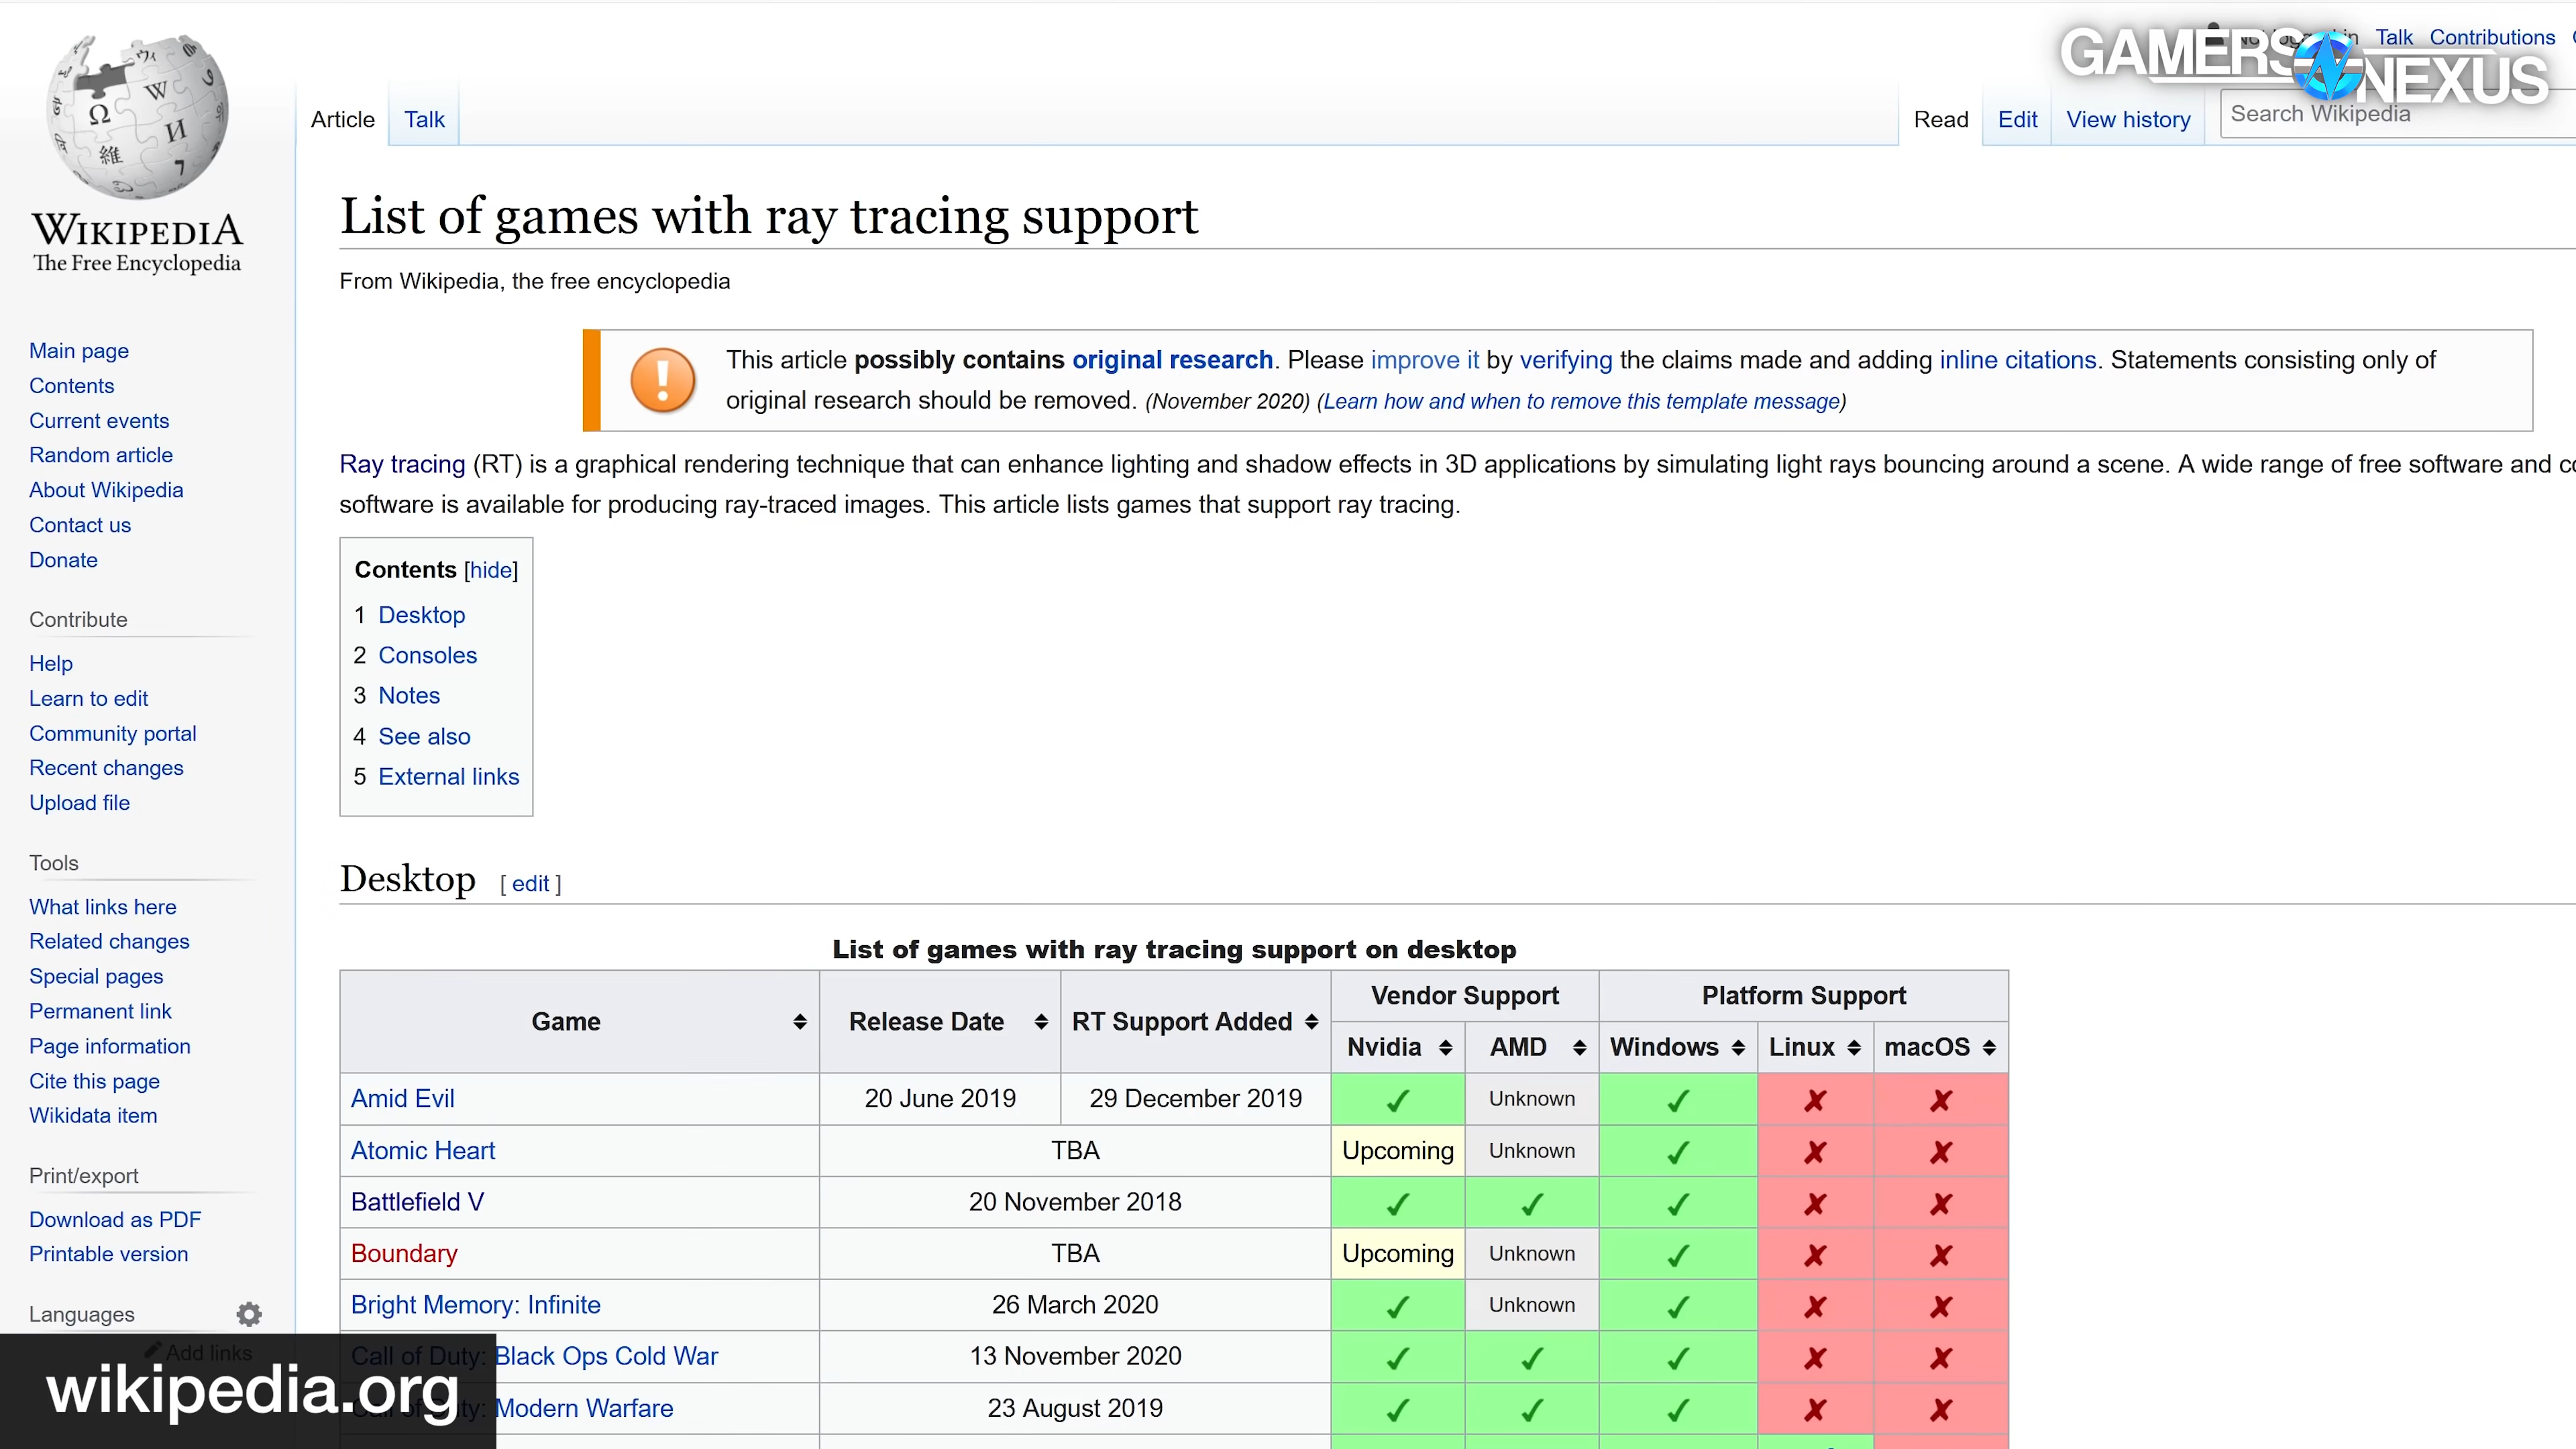 GAMERS NEXUS
Talk Contributions
Article Talk
Read Edit View history Search Wikipedia
WIKIPEDIA
The Free Encyclopedia
Main page
Contents
Current events
Random article
About Wikipedia
Contact us
Donate
Contribute
Help
Learn to edit
Community portal
Recent changes
Upload file
Tools
What links here
Related changes
Special pages
Permanent link
Page information
Cite this page
Wikidata item
Print/export
Download as PDF
Printable version
Languages
Add links
List of games with ray tracing support
From Wikipedia, the free encyclopedia
This article possibly contains original research. Please improve it by verifying the claims made and adding inline citations. Statements consisting only of
original research should be removed. (November 2020) (Learn how and when to remove this template message)
Ray tracing (RT) is a graphical rendering technique that can enhance lighting and shadow effects in 3D applications by simulating light rays bouncing around a scene. A wide range of free software and
software is available for producing ray-traced images. This article lists games that support ray tracing.
Contents [hide]
1 Desktop
2 Consoles
3 Notes
4 See also
5 External links
Desktop [ edit ]
List of games with ray tracing support on desktop
Game Release Date RT Support Added Vendor Support Platform Support
Nvidia AMD Windows Linux macOS
Amid Evil 20 June 2019 29 December 2019 ✓ Unknown ✓ ✗ ✗
Atomic Heart TBA Upcoming Unknown ✓ ✗ ✗
Battlefield V 20 November 2018 ✓ ✓ ✓ ✗ ✗
Boundary TBA Upcoming Unknown ✓ ✗ ✗
Bright Memory: Infinite 26 March 2020 ✓ Unknown ✓ ✗ ✗
Call of Duty: Black Ops Cold War 13 November 2020 ✓ ✓ ✓ ✗ ✗
Call of Duty: Modern Warfare 23 August 2019 ✓ ✓ ✓ ✗ ✗
wikipedia.org